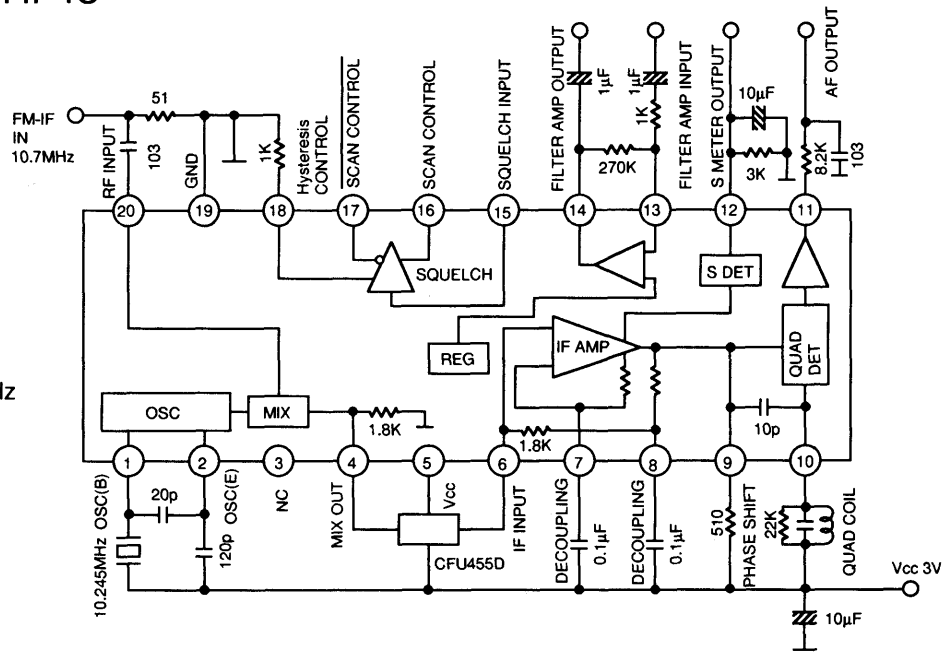 FM-IF
IN
10.7MHz
51
103
RF INPUT
GND
1K
Hysteresis
CONTROL
SCAN CONTROL
SCAN CONTROL
SQUELCH INPUT
FILTER AMP OUTPUT
1µF
270K
1µF
1K
FILTER AMP INPUT
S METER OUTPUT
10µF
3K
AF OUTPUT
8.2K
103
20
19
18
17
16
15
14
13
12
11
SQUELCH
S DET
REG
IF AMP
QUAD
DET
Hz
OSC
MIX
1.8K
1.8K
10p
1
2
3
4
5
6
7
8
9
10
10.245MHz
OSC(B)
20p
OSC(E)
120p
NC
MIX OUT
Vcc
CFU455D
IF INPUT
DECOUPLING
0.1µF
DECOUPLING
0.1µF
510
PHASE SHIFT
22K
QUAD COIL
Vcc 3V
10µF